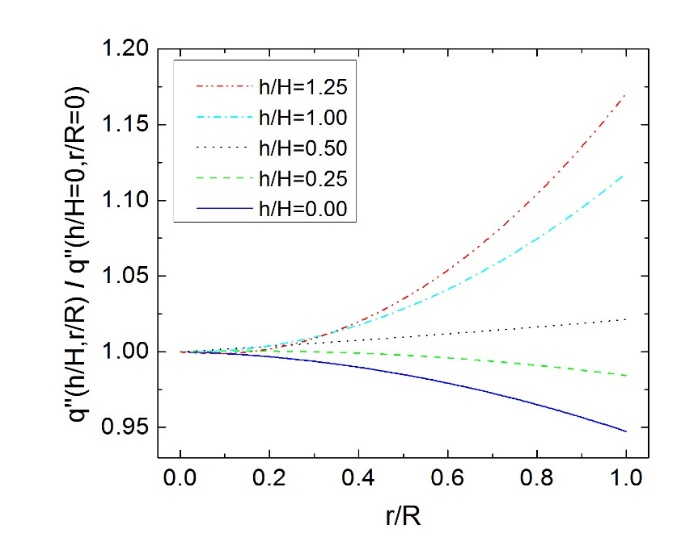 1.20
1.15
1.10
1.05
1.00
0.95
q"(h/H,r/R) / q"(h/H=0,r/R=0)
h/H=1.25
h/H=1.00
h/H=0.50
h/H=0.25
h/H=0.00
0.0 0.2 0.4 0.6 0.8 1.0
r/R